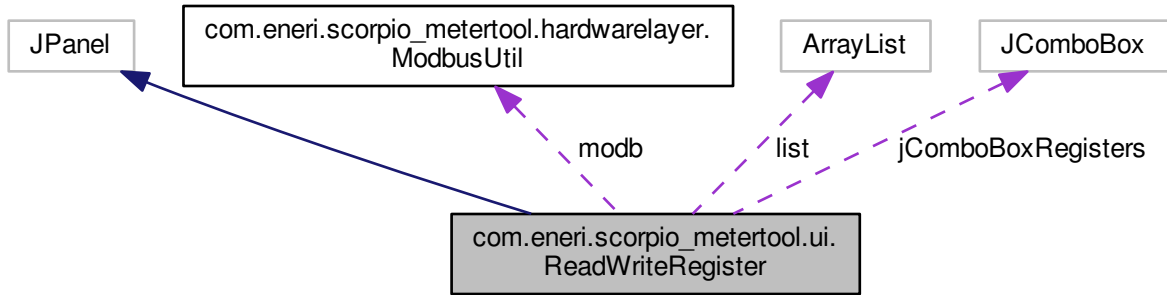 JPanel
com.eneri.scorpio_metertool.hardwarelayer.
ModbusUtil
ArrayList
JComboBox
modb
list
jComboBoxRegisters
com.eneri.scorpio_metertool.ui.
ReadWriteRegister